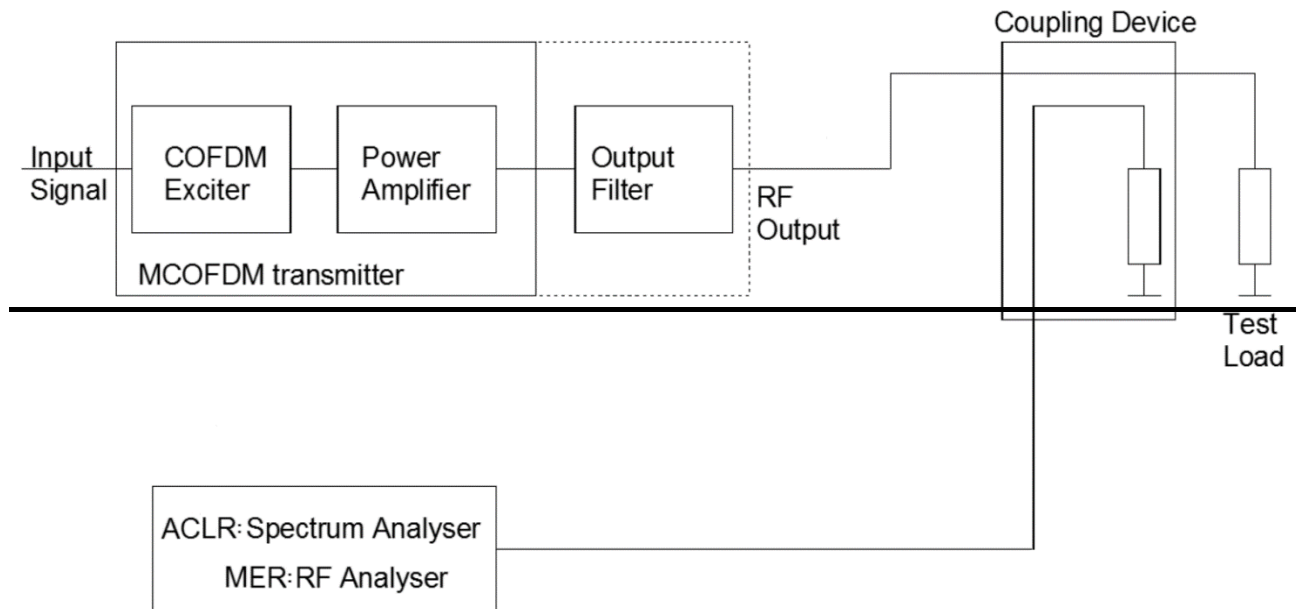 Coupling Device
Input
Signal
COFDM
Exciter
Power
Amplifier
Output
Filter
RF
Output
MCOFDM transmitter
Test
Load
ACLR:Spectrum Analyser
MER:RF Analyser